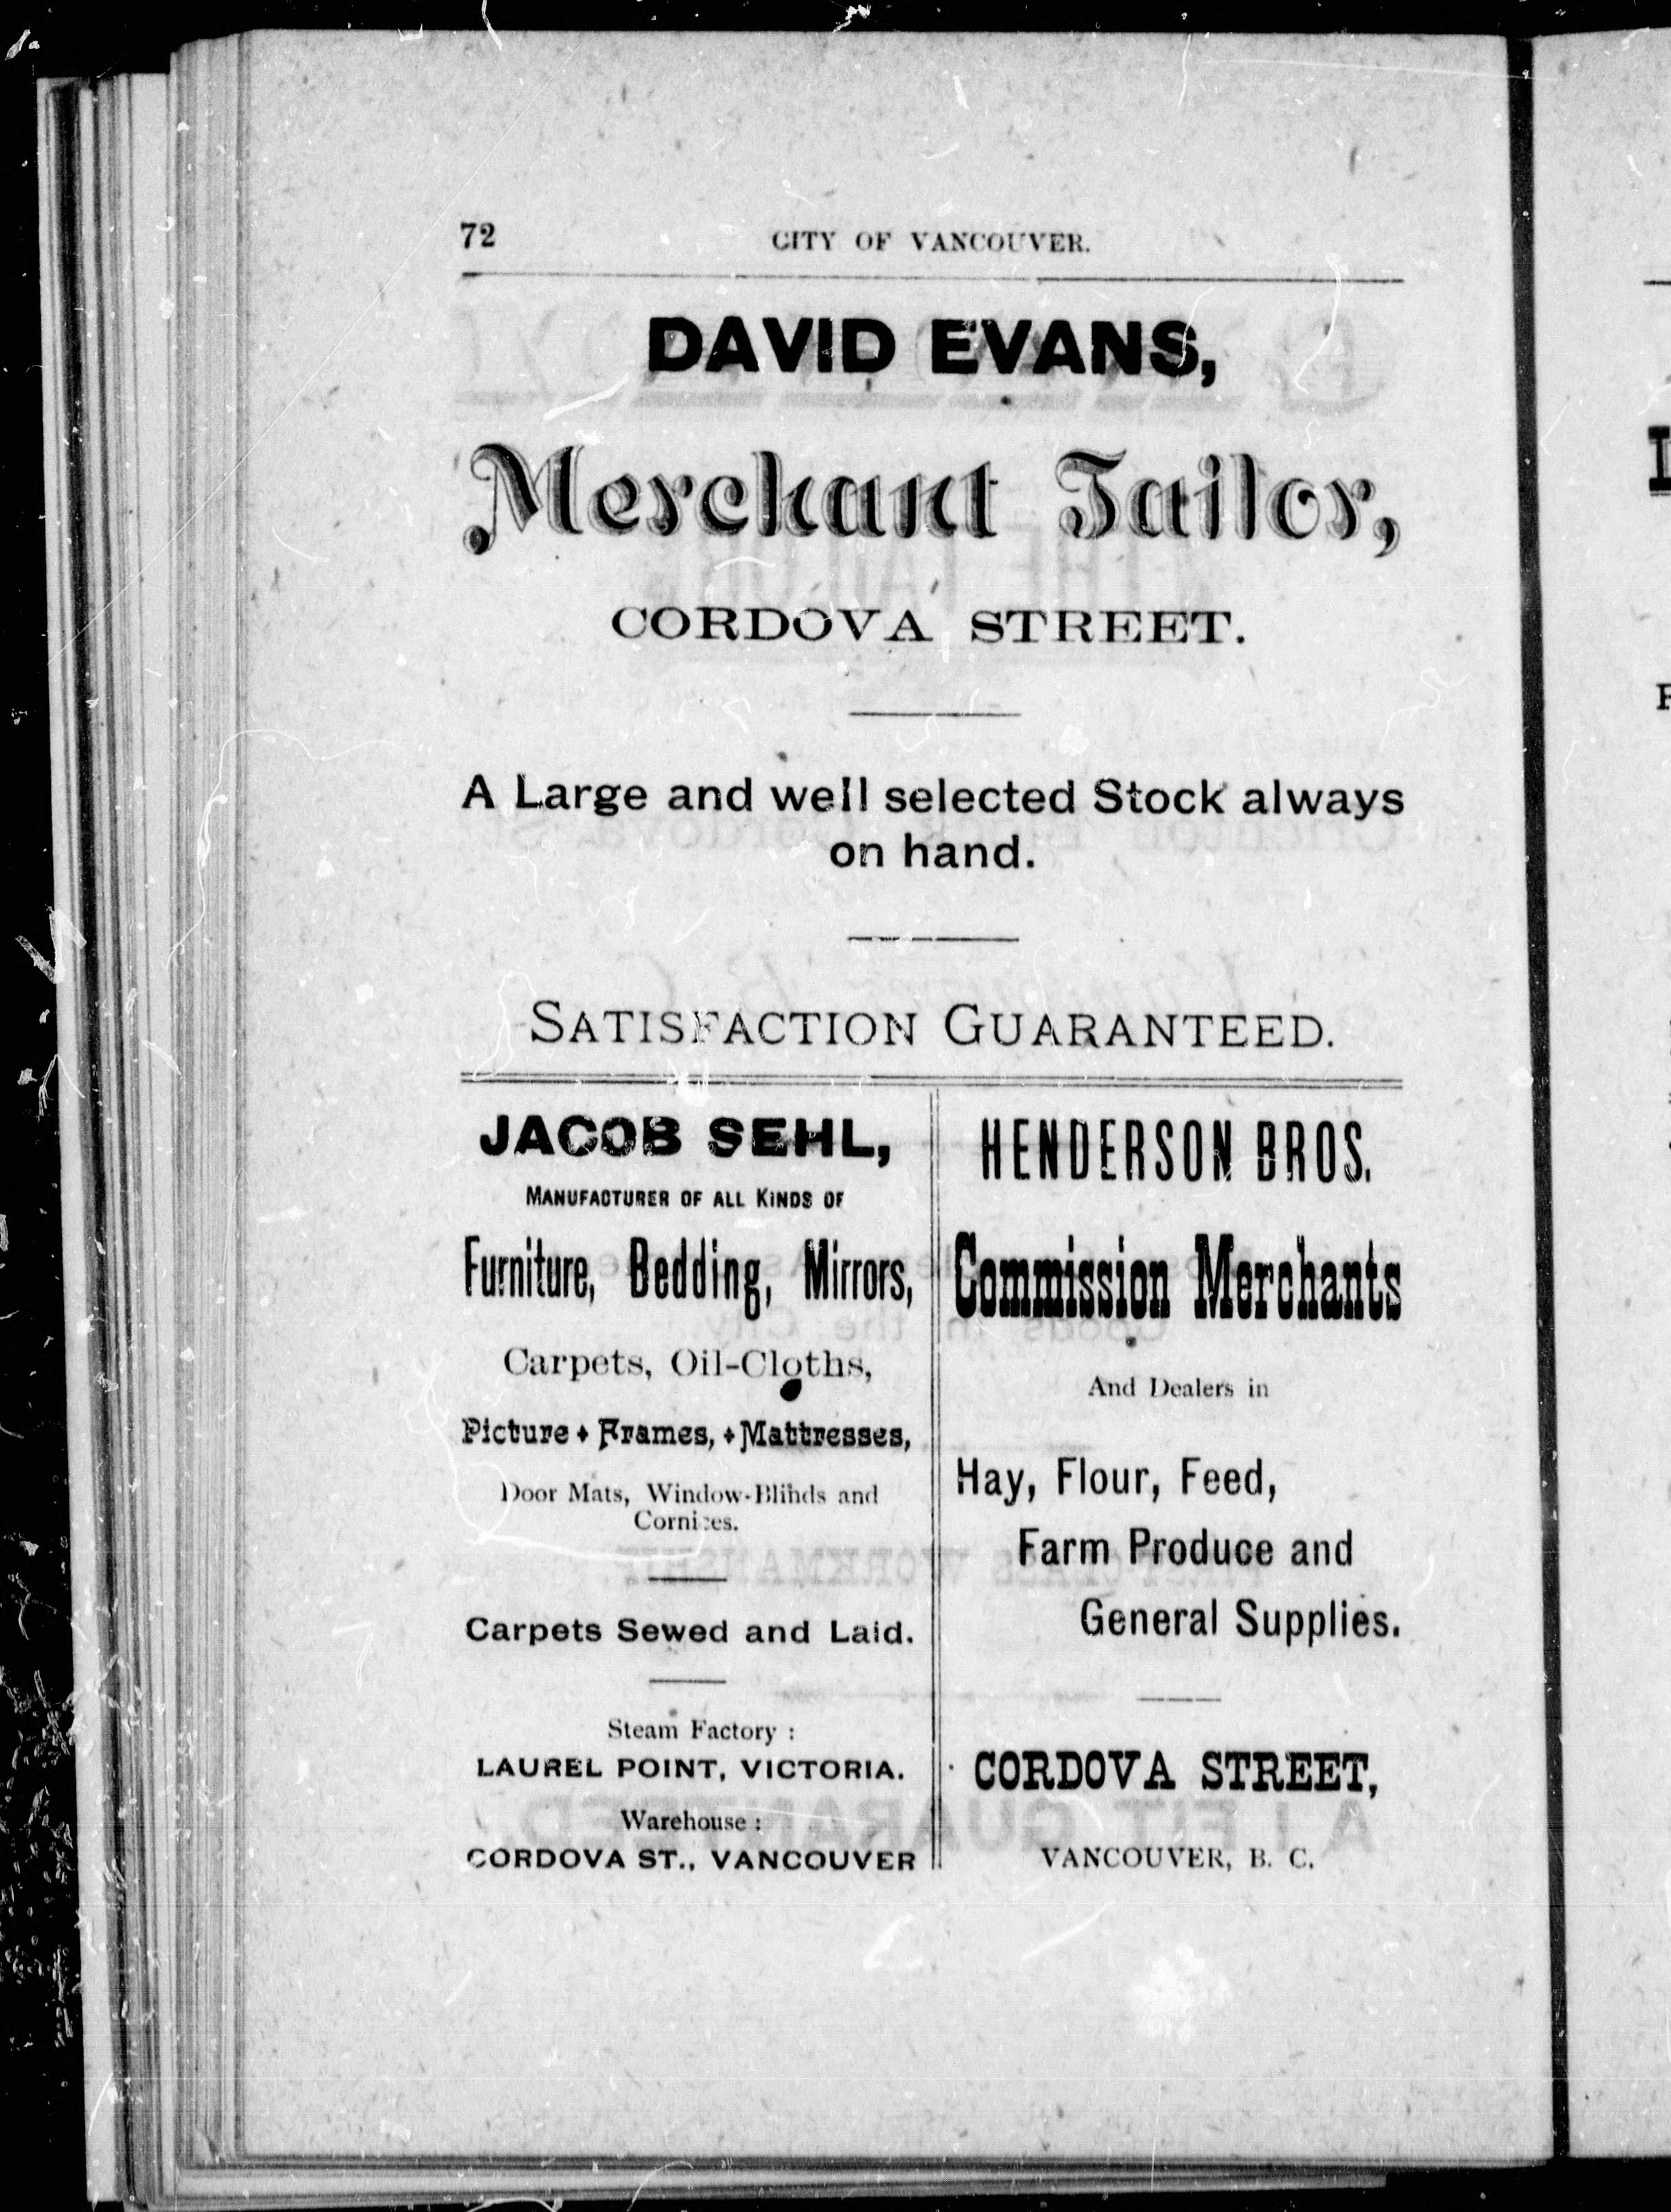 72
CITY OF VANCOUVER.
DAVID EVANS,
Merchant Tailor,
CORDOVA STREET.
A Large and well selected Stock always
on hand.
SATISFACTION GUARANTEED.
JACOB SEHL,
MANUFACTURER OF ALL KINDS OF
Furniture, Bedding, Mirrors,
Carpets, Oil-Cloths,
Picture Frames, Mattresses,
Door Mats, Window-Blinds and
Cornices.
Carpets Sewed and Laid.
Steam Factory :
LAUREL POINT, VICTORIA.
Warehouse :
CORDOVA ST., VANCOUVER
HENDERSON BROS.
Commission Merchants
And Dealers in
Hay, Flour, Feed,
Farm Produce and
General Supplies.
CORDOVA STREET,
VANCOUVER, B. C.